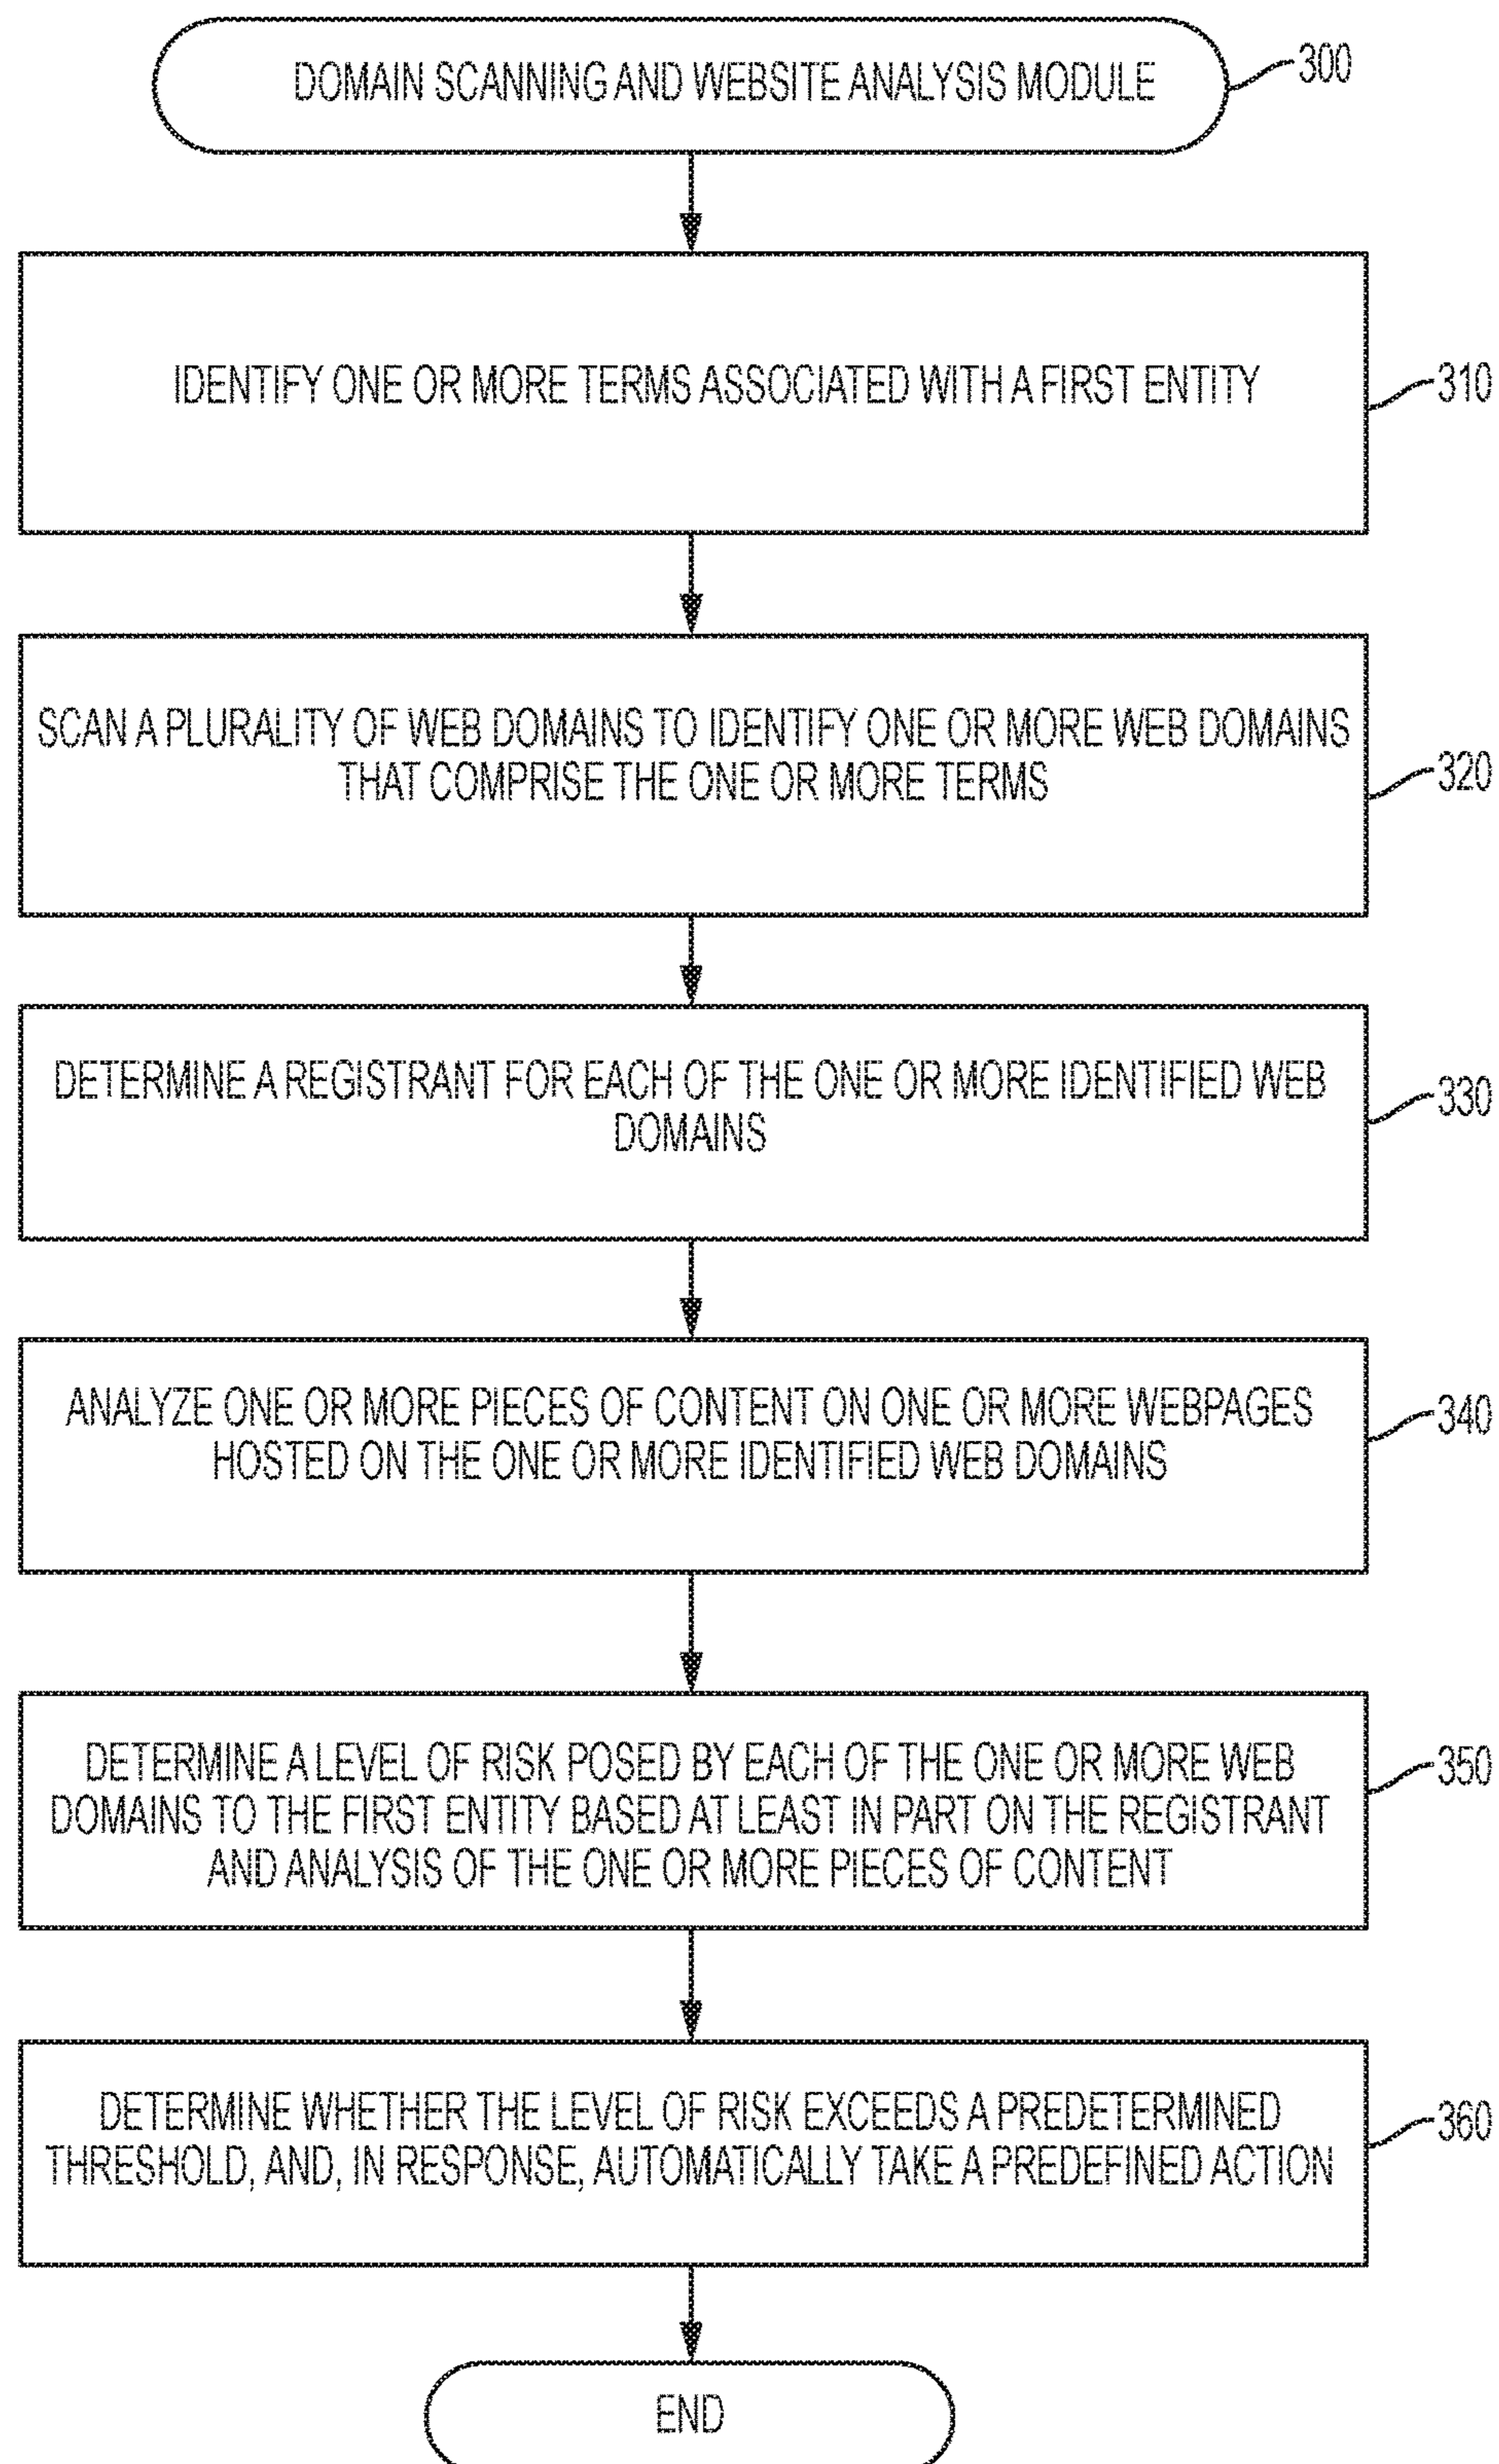 DOMAIN SCANNING AND WEBSITE ANALYSIS MODULE
300
IDENTIFY ONE OR MORE TERMS ASSOCIATED WITH A FIRST ENTITY
310
SCAN A PLURALITY OF WEB DOMAINS TO IDENTIFY ONE OR MORE WEB DOMAINS
THAT COMPRISE THE ONE OR MORE TERMS
320
DETERMINE A REGISTRANT FOR EACH OF THE ONE OR MORE IDENTIFIED WEB
DOMAINS
330
ANALYZE ONE OR MORE PIECES OF CONTENT ON ONE OR MORE WEBPAGES
HOSTED ON THE ONE OR MORE IDENTIFIED WEB DOMAINS
340
DETERMINE A LEVEL OF RISK POSED BY EACH OF THE ONE OR MORE WEB
DOMAINS TO THE FIRST ENTITY BASED AT LEAST IN PART ON THE REGISTRANT
AND ANALYSIS OF THE ONE OR MORE PIECES OF CONTENT
350
DETERMINE WHETHER THE LEVEL OF RISK EXCEEDS A PREDETERMINED
THRESHOLD, AND, IN RESPONSE, AUTOMATICALLY TAKE A PREDEFINED ACTION
360
END